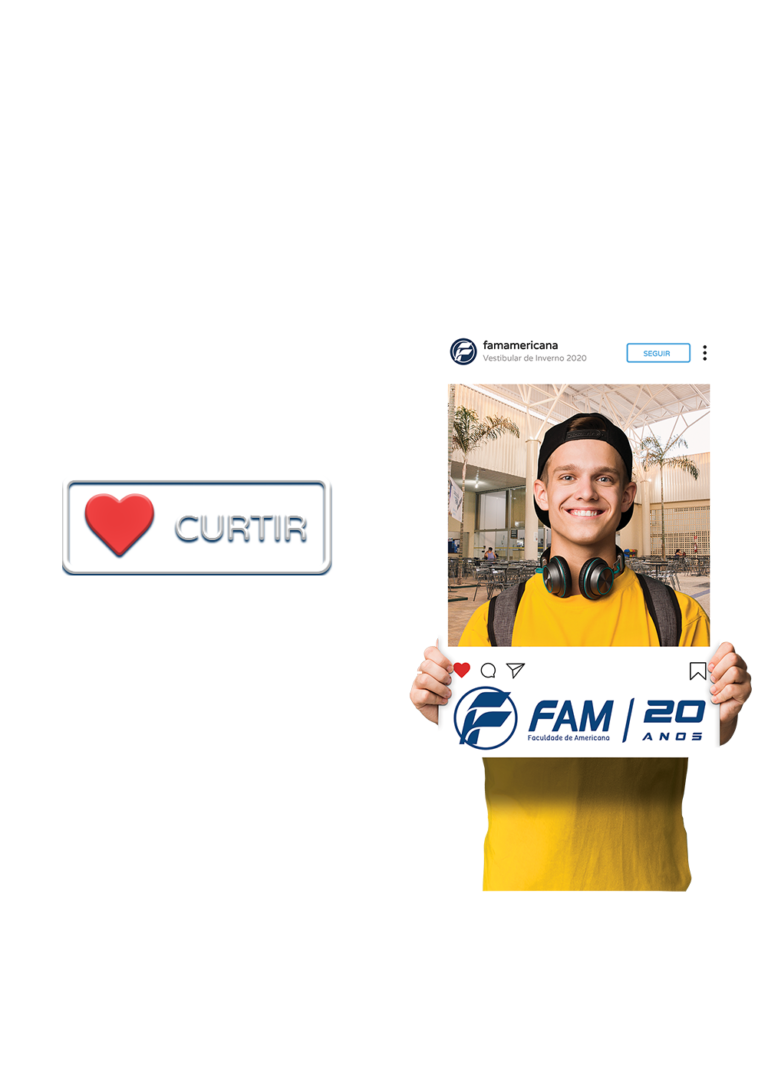 famamericana
Vestibular de Inverno 2020
SEGUIR
CURTIR
FAM
Faculdade de Americana
20
ANOS